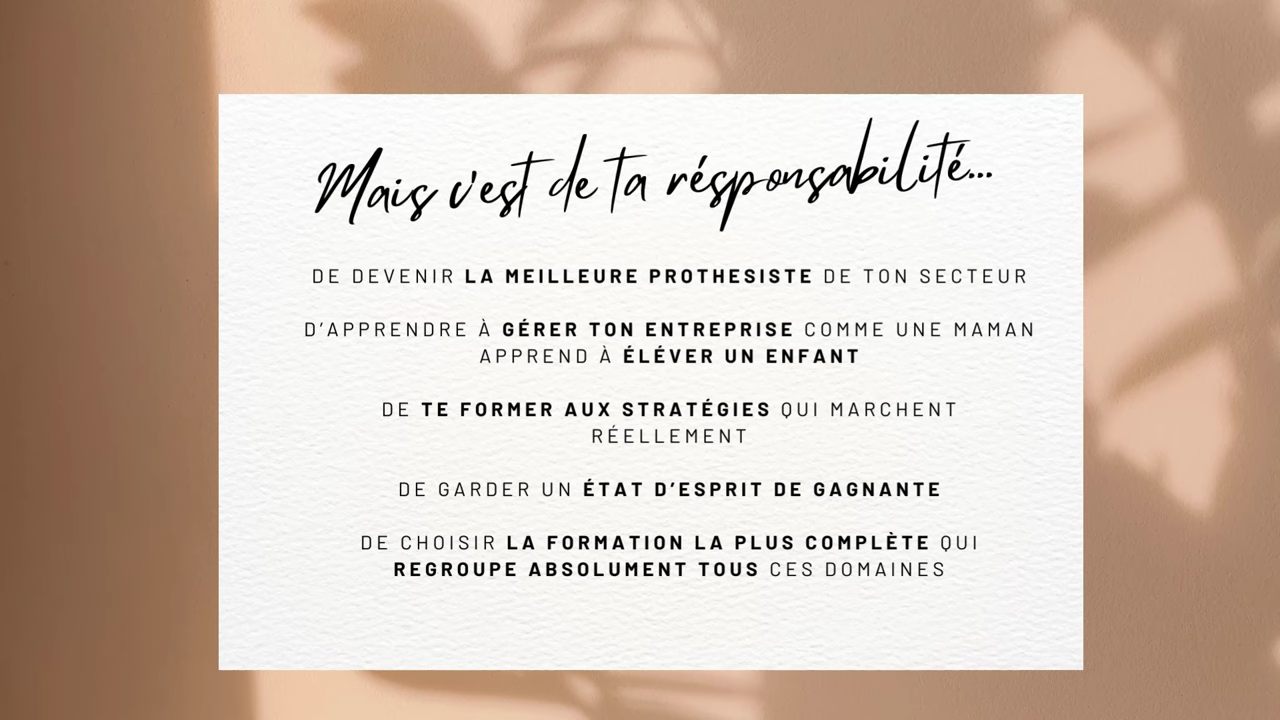 Mais c'est de ta résponsabilité...
DE DEVENIR LA MEILLEURE PROTHESISTE DE TON SECTEUR
D'APPRENDRE À GÉRER TON ENTREPRISE COMME UNE MAMAN
APPREND À ÉLÉVER UN ENFANT
DE TE FORMER AUX STRATÉGIES QUI MARCHENT
RÉELLEMENT
DE GARDER UN ÉTAT D'ESPRIT DE GAGNANTE
DE CHOISIR LA FORMATION LA PLUS COMPLÈTE QUI
REGROUPE ABSOLUMENT TOUS CES DOMAINES